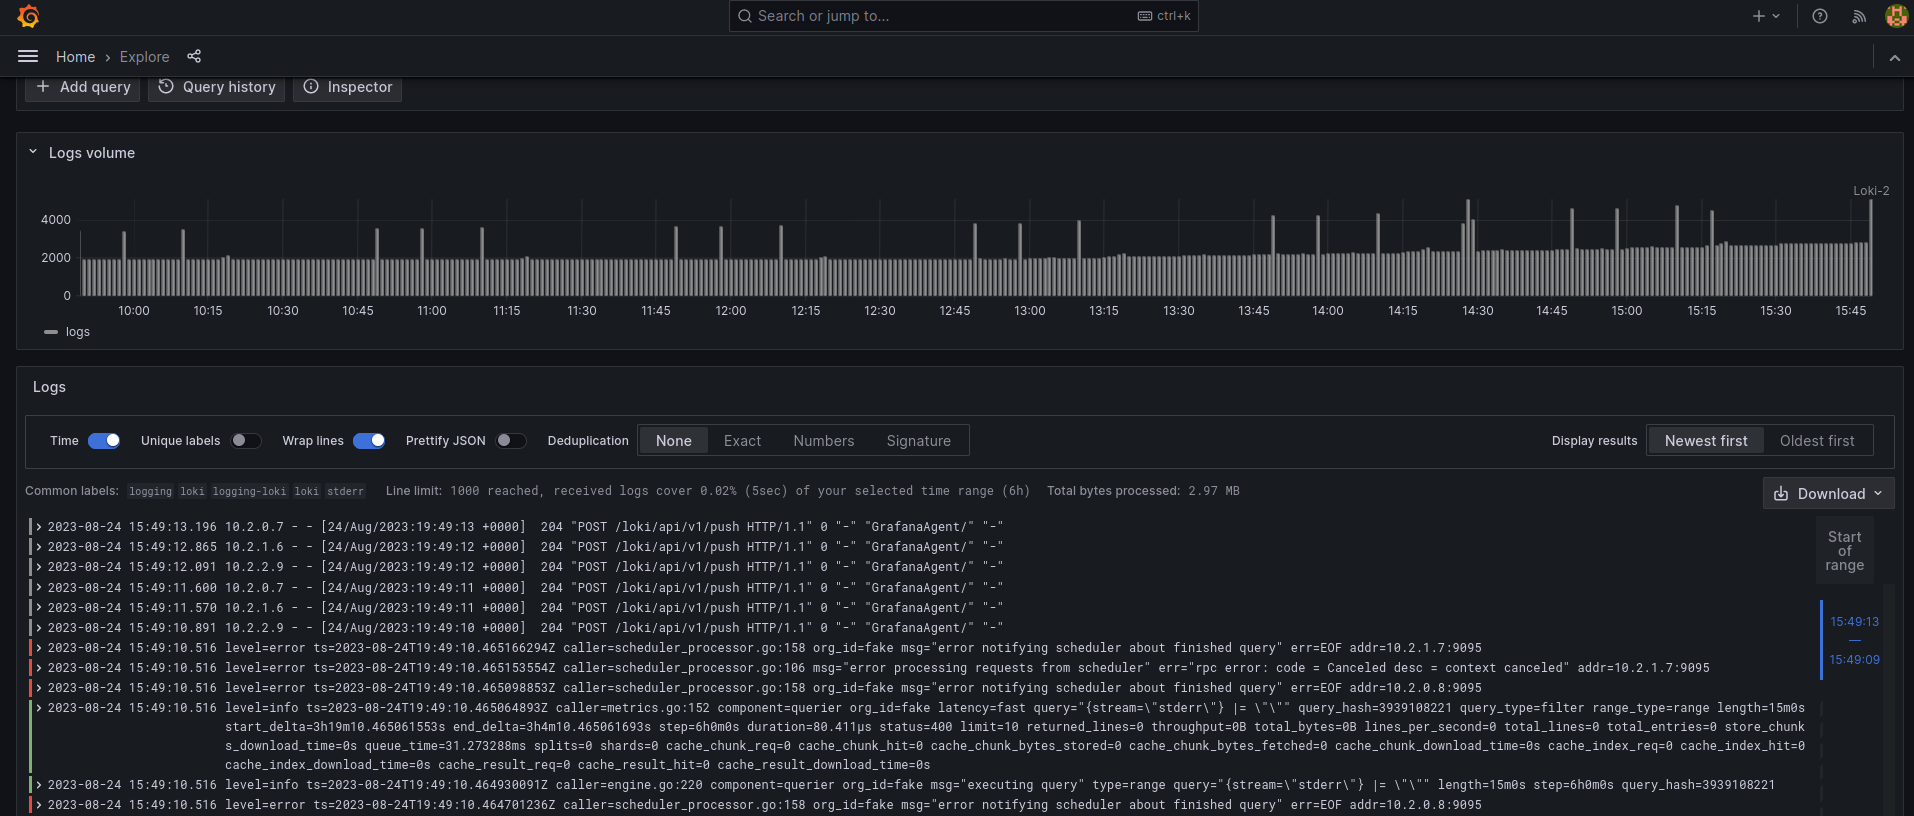 Search or jump to... ctrl+k
Home › Explore
Add query Query history Inspector
Logs volume
Loki-2
4000
2000
0
10:00 10:15 10:30 10:45 11:00 11:15 11:30 11:45 12:00 12:15 12:30 12:45 13:00 13:15 13:30 13:45 14:00 14:15 14:30 14:45 15:00 15:15 15:30 15:45
logs
Logs
Time Unique labels Wrap lines Prettify JSON Deduplication None Exact Numbers Signature Display results Newest first Oldest first
Common labels: logging loki logging-loki loki stderr Line limit: 1000 reached, received logs cover 0.02% (5sec) of your selected time range (6h) Total bytes processed: 2.97 MB
Download
2023-08-24 15:49:13.196 10.2.0.7 - - [24/Aug/2023:19:49:13 +0000]  204 "POST /loki/api/v1/push HTTP/1.1" 0 "-" "GrafanaAgent/" "-"
2023-08-24 15:49:12.865 10.2.1.6 - - [24/Aug/2023:19:49:12 +0000]  204 "POST /loki/api/v1/push HTTP/1.1" 0 "-" "GrafanaAgent/" "-"
2023-08-24 15:49:12.091 10.2.2.9 - - [24/Aug/2023:19:49:12 +0000]  204 "POST /loki/api/v1/push HTTP/1.1" 0 "-" "GrafanaAgent/" "-"
2023-08-24 15:49:11.600 10.2.0.7 - - [24/Aug/2023:19:49:11 +0000]  204 "POST /loki/api/v1/push HTTP/1.1" 0 "-" "GrafanaAgent/" "-"
2023-08-24 15:49:11.570 10.2.1.6 - - [24/Aug/2023:19:49:11 +0000]  204 "POST /loki/api/v1/push HTTP/1.1" 0 "-" "GrafanaAgent/" "-"
2023-08-24 15:49:10.891 10.2.2.9 - - [24/Aug/2023:19:49:10 +0000]  204 "POST /loki/api/v1/push HTTP/1.1" 0 "-" "GrafanaAgent/" "-"
2023-08-24 15:49:10.516 level=error ts=2023-08-24T19:49:10.465166294Z caller=scheduler_processor.go:158 org_id=fake msg="error notifying scheduler about finished query" err=EOF addr=10.2.1.7:9095
2023-08-24 15:49:10.516 level=error ts=2023-08-24T19:49:10.465153554Z caller=scheduler_processor.go:106 msg="error processing requests from scheduler" err="rpc error: code = Canceled desc = context canceled" addr=10.2.1.7:9095
2023-08-24 15:49:10.516 level=error ts=2023-08-24T19:49:10.465098853Z caller=scheduler_processor.go:158 org_id=fake msg="error notifying scheduler about finished query" err=EOF addr=10.2.0.8:9095
2023-08-24 15:49:10.516 level=info ts=2023-08-24T19:49:10.465064893Z caller=metrics.go:152 component=querier org_id=fake latency=fast query="{stream=\"stderr\"} |= \"\"" query_hash=3939108221 query_type=filter range_type=range length=15m0s
start_delta=3h19m10.465061553s end_delta=3h4m10.465061693s step=6h0m0s duration=80.411µs status=400 limit=10 returned_lines=0 throughput=0B total_bytes=0B lines_per_second=0 total_lines=0 total_entries=0 store_chunk
s_download_time=0s queue_time=31.273288ms splits=0 shards=0 cache_chunk_req=0 cache_chunk_hit=0 cache_chunk_bytes_stored=0 cache_chunk_bytes_fetched=0 cache_chunk_download_time=0s cache_index_req=0 cache_index_hit=0
cache_index_download_time=0s cache_result_req=0 cache_result_hit=0 cache_result_download_time=0s
2023-08-24 15:49:10.516 level=info ts=2023-08-24T19:49:10.464930091Z caller=engine.go:220 component=querier org_id=fake msg="executing query" type=range query="{stream=\"stderr\"} |= \"\"" length=15m0s step=6h0m0s query_hash=3939108221
2023-08-24 15:49:10.516 level=error ts=2023-08-24T19:49:10.464701236Z caller=scheduler_processor.go:158 org_id=fake msg="error notifying scheduler about finished query" err=EOF addr=10.2.0.8:9095
Start
of
range
15:49:13
—
15:49:09